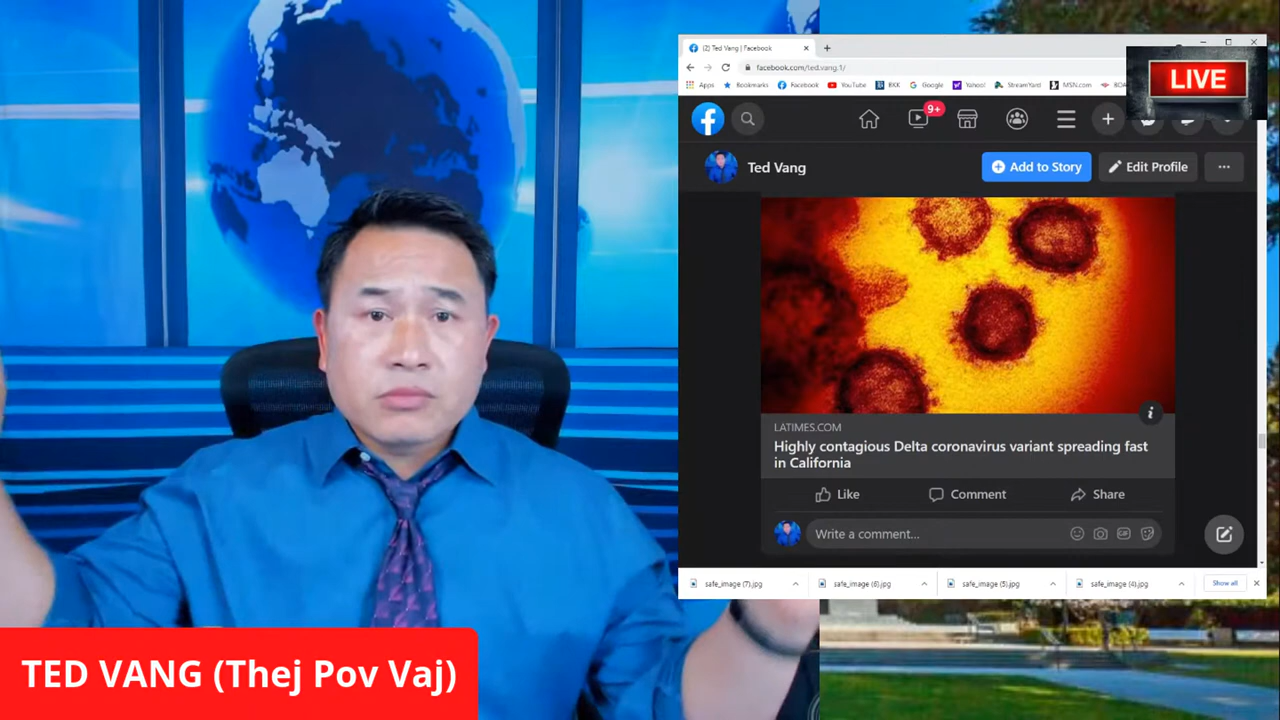 (2) Ted Vang | Facebook
LIVE
facebook.com/ted.vang.1/
Apps Bookmarks Facebook YouTube RKK Google Yahoo! StreamYard MSN.com
9+
Ted Vang
Add to Story
Edit Profile
LATIMES.COM
Highly contagious Delta coronavirus variant spreading fast
in California
Like Comment Share
Write a comment...
GIF
safe_image (7).jpg safe_image (6).jpg safe_image (5).jpg safe_image (4).jpg Show all
TED VANG (Thej Pov Vaj)